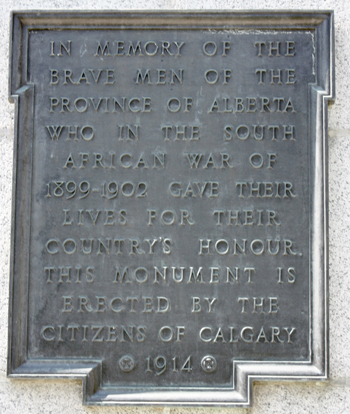 IN MEMORY OF THE
BRAVE MEN OF THE
PROVINCE OF ALBERTA
WHO IN THE SOUTH
AFRICAN WAR OF
1899-1902 GAVE THEIR
LIVES FOR THEIR
COUNTRY'S HONOUR.
THIS MONUMENT IS
ERECTED BY THE
CITIZENS OF CALGARY
1914